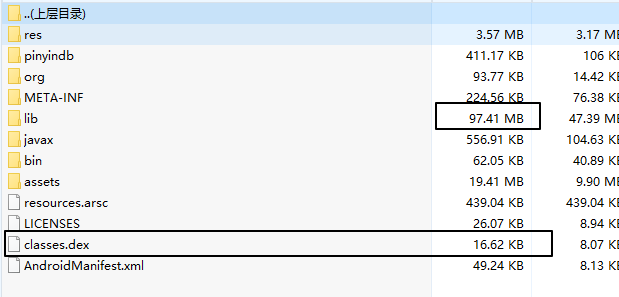 ..(上层目录)
res 3.57 MB 3.17 MB
pinyindb 411.17 KB 106 KB
org 93.77 KB 14.42 KB
META-INF 224.56 KB 76.38 KB
lib 97.41 MB 47.39 MB
javax 556.91 KB 104.63 KB
bin 62.05 KB 40.89 KB
assets 19.41 MB 9.90 MB
resources.arsc 439.04 KB 439.04 KB
LICENSES 26.07 KB 8.94 KB
classes.dex 16.62 KB 8.07 KB
AndroidManifest.xml 49.24 KB 8.13 KB